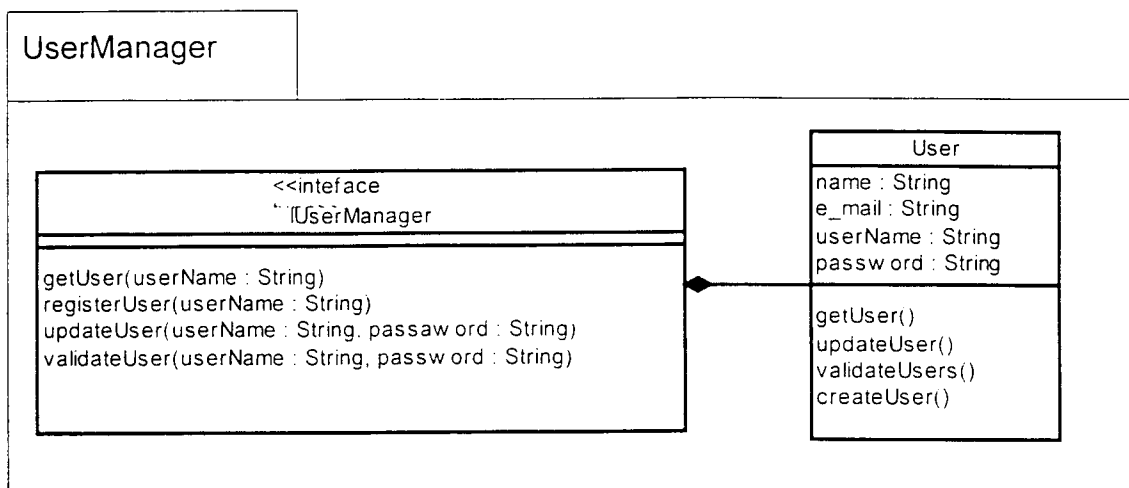 UserManager
<<inteface
IUserManager
getUser(userName : String)
registerUser(userName : String)
updateUser(userName : String, passaw ord : String)
validateUser(userName : String, passw ord : String)
User
name : String
e_mail : String
userName : String
passw ord : String
getUser()
updateUser()
validateUsers()
createUser()